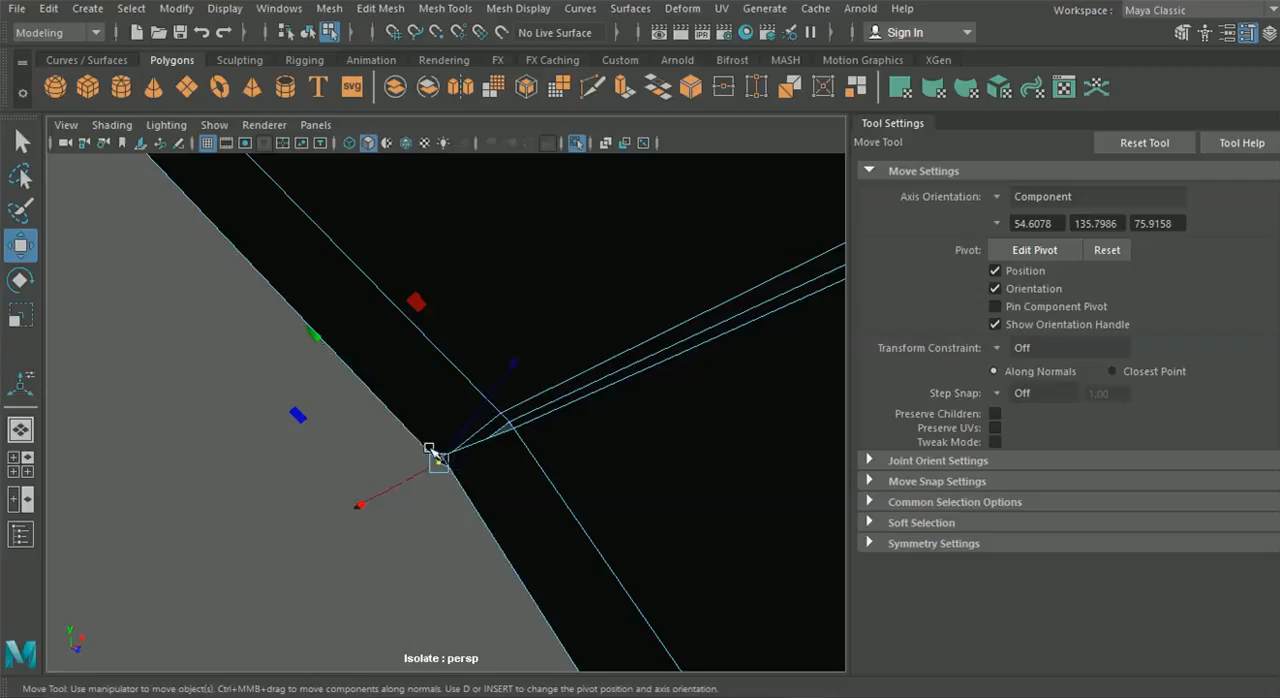 File Edit Create Select Modify Display Windows Mesh Edit Mesh Mesh Tools Mesh Display Curves Surfaces Deform UV Generate Cache Arnold Help Workspace : Maya Classic
Modeling No Live Surface Sign In
Curves / Surfaces Polygons Sculpting Rigging Animation Rendering FX FX Caching Custom Arnold Bifrost MASH Motion Graphics XGen
T svg
View Shading Lighting Show Renderer Panels
Tool Settings
Move Tool Reset Tool Tool Help
Move Settings
Axis Orientation: Component
54.6078 135.7986 75.9158
Pivot: Edit Pivot Reset
Position
Orientation
Pin Component Pivot
Show Orientation Handle
Transform Constraint: Off
Along Normals Closest Point
Step Snap: Off 1.00
Preserve Children:
Preserve UVs:
Tweak Mode:
Joint Orient Settings
Move Snap Settings
Common Selection Options
Soft Selection
Symmetry Settings
y
z
Isolate : persp
M
Move Tool: Use manipulator to move object(s). Ctrl+MMB+drag to move components along normals. Use D or INSERT to change the pivot position and axis orientation.